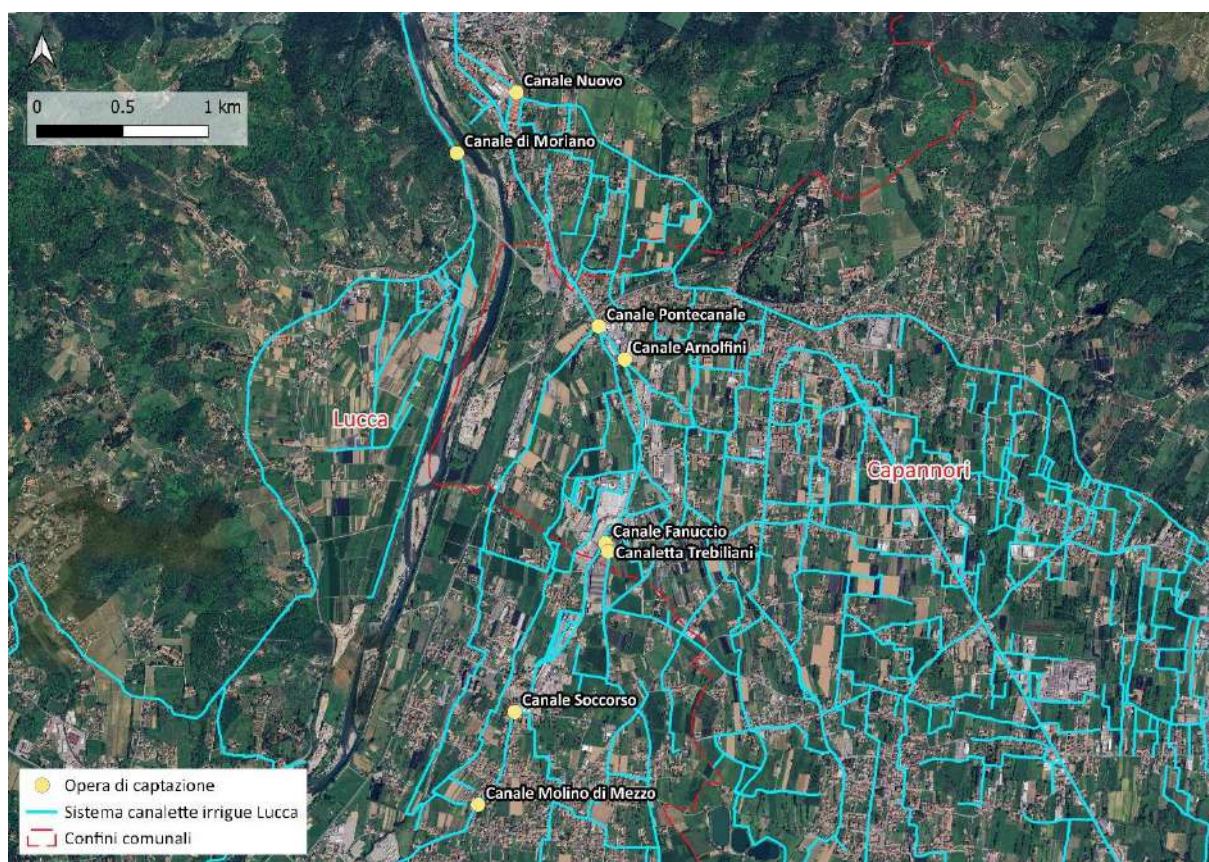 Canale Nuovo
0 0.5 1 km
Canale di Moriano
Canale Pontecanale
Canale Arnolfini
Lucca
Capannori
Canale Fanuccio
Canaletta Trebiliani
Canale Soccorso
Canale Molino di Mezzo
Opera di captazione
Sistema canalette irrigue Lucca
Confini comunali